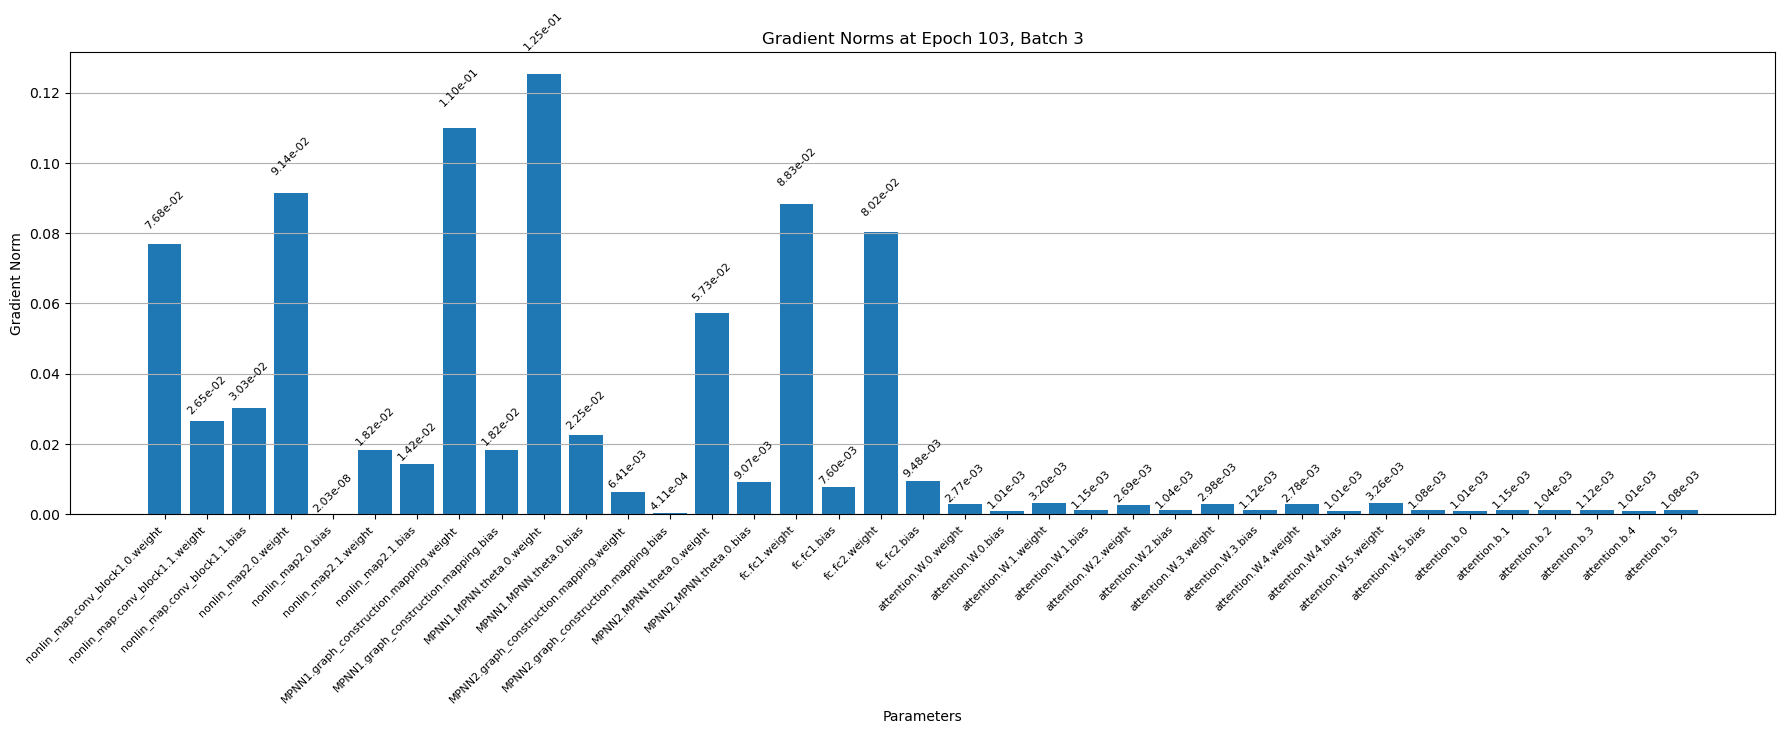 Gradient Norms at Epoch 103, Batch 3
Gradient Norm
0.12
0.10
0.08
0.06
0.04
0.02
0.00
7.68e-02
2.65e-02
3.03e-02
9.14e-02
2.03e-08
1.82e-02
1.42e-02
1.10e-01
1.82e-02
1.25e-01
2.25e-02
6.41e-03
4.11e-04
5.73e-02
9.07e-03
8.83e-02
7.60e-03
8.02e-02
9.48e-03
2.77e-03
1.01e-03
3.20e-03
1.15e-03
2.69e-03
1.04e-03
2.98e-03
1.12e-03
2.78e-03
1.01e-03
3.26e-03
1.08e-03
1.01e-03
1.15e-03
1.04e-03
1.12e-03
1.01e-03
1.08e-03
nonlin_map.conv_block1.0.weight
nonlin_map.conv_block1.1.weight
nonlin_map.conv_block1.1.bias
nonlin_map2.0.weight
nonlin_map2.0.bias
nonlin_map2.1.weight
nonlin_map2.1.bias
MPNN1.graph_construction.mapping.weight
MPNN1.graph_construction.mapping.bias
MPNN1.MPNN.theta.0.weight
MPNN1.MPNN.theta.0.bias
MPNN2.graph_construction.mapping.weight
MPNN2.graph_construction.mapping.bias
MPNN2.MPNN.theta.0.weight
MPNN2.MPNN.theta.0.bias
fc.fc1.weight
fc.fc1.bias
fc.fc2.weight
fc.fc2.bias
attention.W.0.weight
attention.W.0.bias
attention.W.1.weight
attention.W.1.bias
attention.W.2.weight
attention.W.2.bias
attention.W.3.weight
attention.W.3.bias
attention.W.4.weight
attention.W.4.bias
attention.W.5.weight
attention.W.5.bias
attention.b.0
attention.b.1
attention.b.2
attention.b.3
attention.b.4
attention.b.5
Parameters